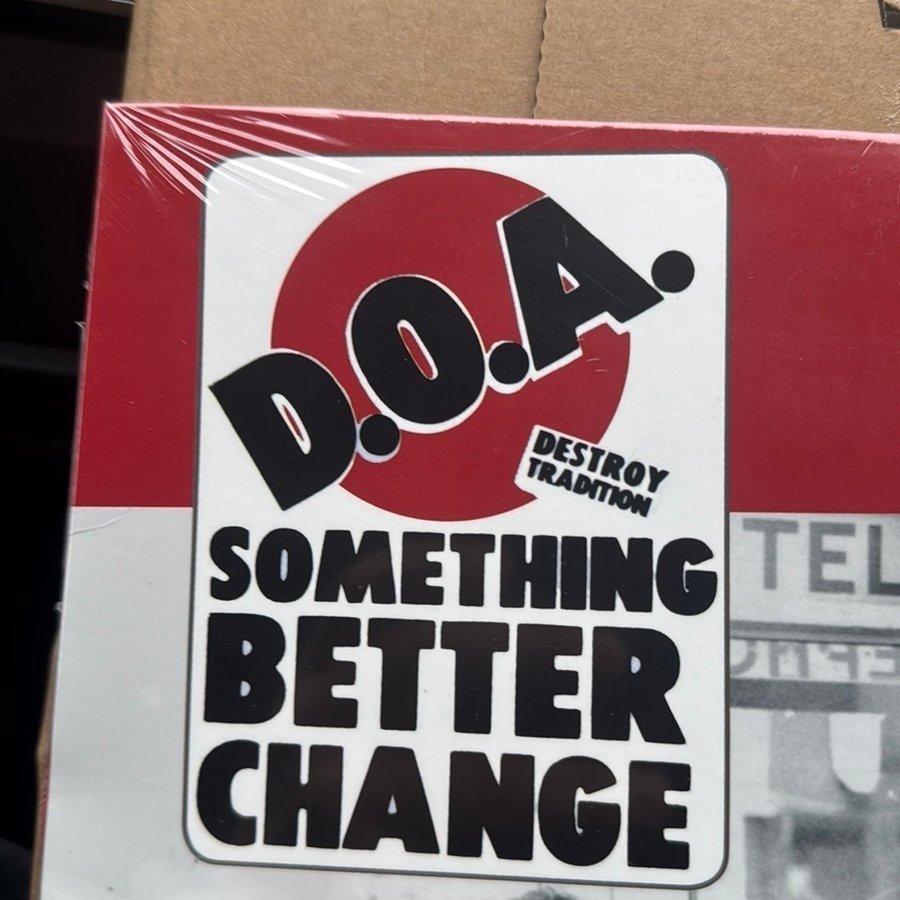 D.O.A.
DESTROY
TRADITION
SOMETHING
BETTER
CHANGE
TEL